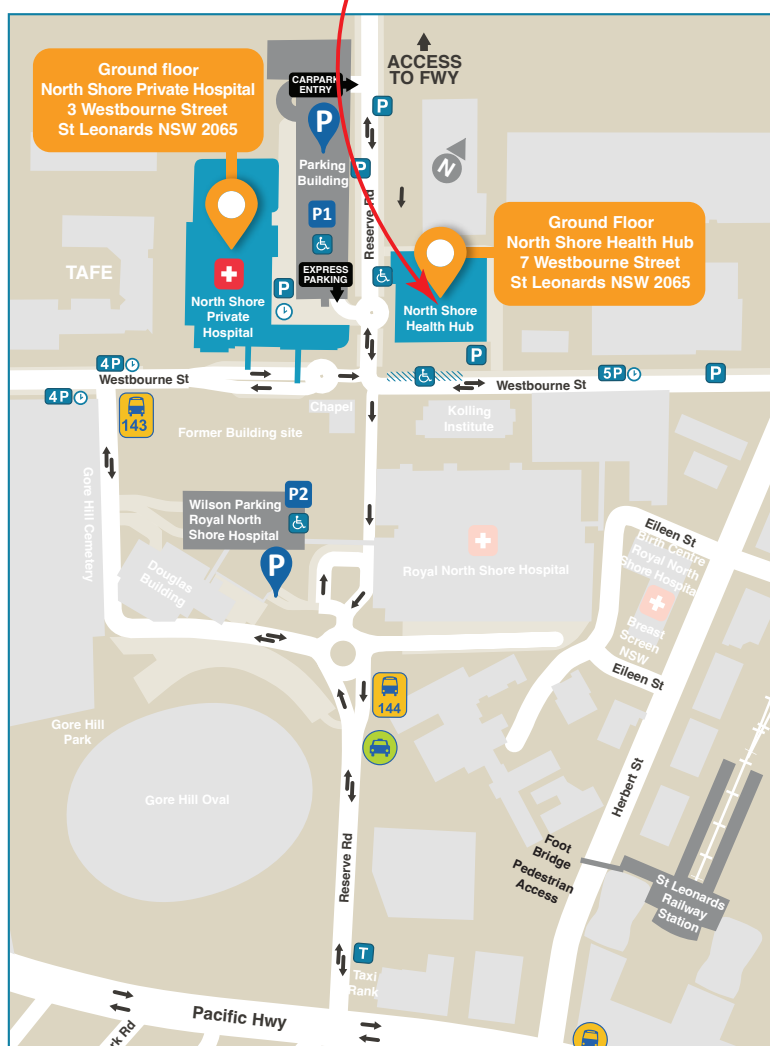 ACCESS
TO FWY
Ground floor
North Shore Private Hospital
3 Westbourne Street
St Leonards NSW 2065
CARPARK
ENTRY
P
P
Parking
Building
P
P1
Reserve Rd
N
Ground Floor
North Shore Health Hub
7 Westbourne Street
St Leonards NSW 2065
TAFE
EXPRESS
PARKING
P
North Shore
Private
Hospital
North Shore
Health Hub
P
4P
Westbourne St
4P
Westbourne St
5P
P
143
Chapel
Kolling
Institute
Former Building site
Gore Hill Cemetery
Wilson Parking
Royal North
Shore Hospital
P2
P
Douglas
Building
Royal North Shore Hospital
Eileen St
Birth Centre
Royal North
Shore Hospital
Breast
Screen
NSW
Eileen St
144
Gore Hill
Park
Gore Hill Oval
Reserve Rd
Herbert St
Foot
Bridge
Pedestrian
Access
St Leonards
Railway
Station
T
Taxi
Rank
Pacific Hwy
rk Rd